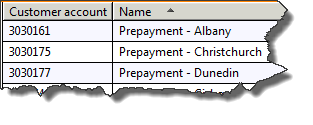 Customer account Name
3030161 Prepayment - Albany
3030175 Prepayment - Christchurch
3030177 Prepayment - Dunedin